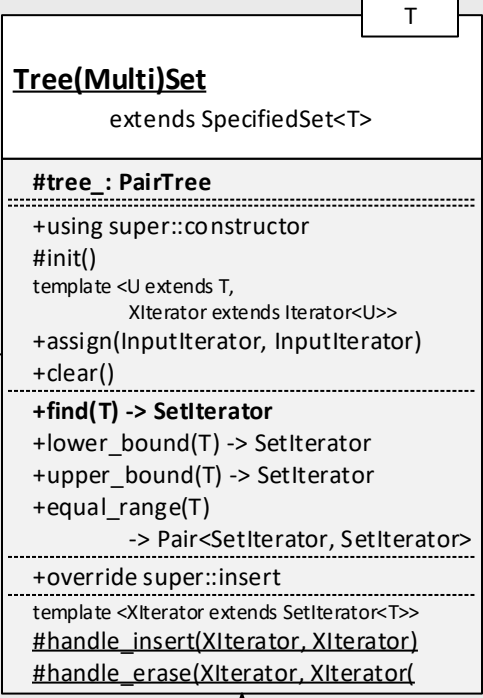 T
Tree(Multi)Set
extends SpecifiedSet<T>
#tree_: PairTree
+using super::constructor
#init()
template <U extends T,
XIterator extends Iterator<U>>
+assign(InputIterator, InputIterator)
+clear()
+find(T) -> SetIterator
+lower_bound(T) -> SetIterator
+upper_bound(T) -> SetIterator
+equal_range(T)
-> Pair<SetIterator, SetIterator>
+override super::insert
template <XIterator extends SetIterator<T>>
#handle_insert(XIterator, XIterator)
#handle_erase(XIterator, XIterator(